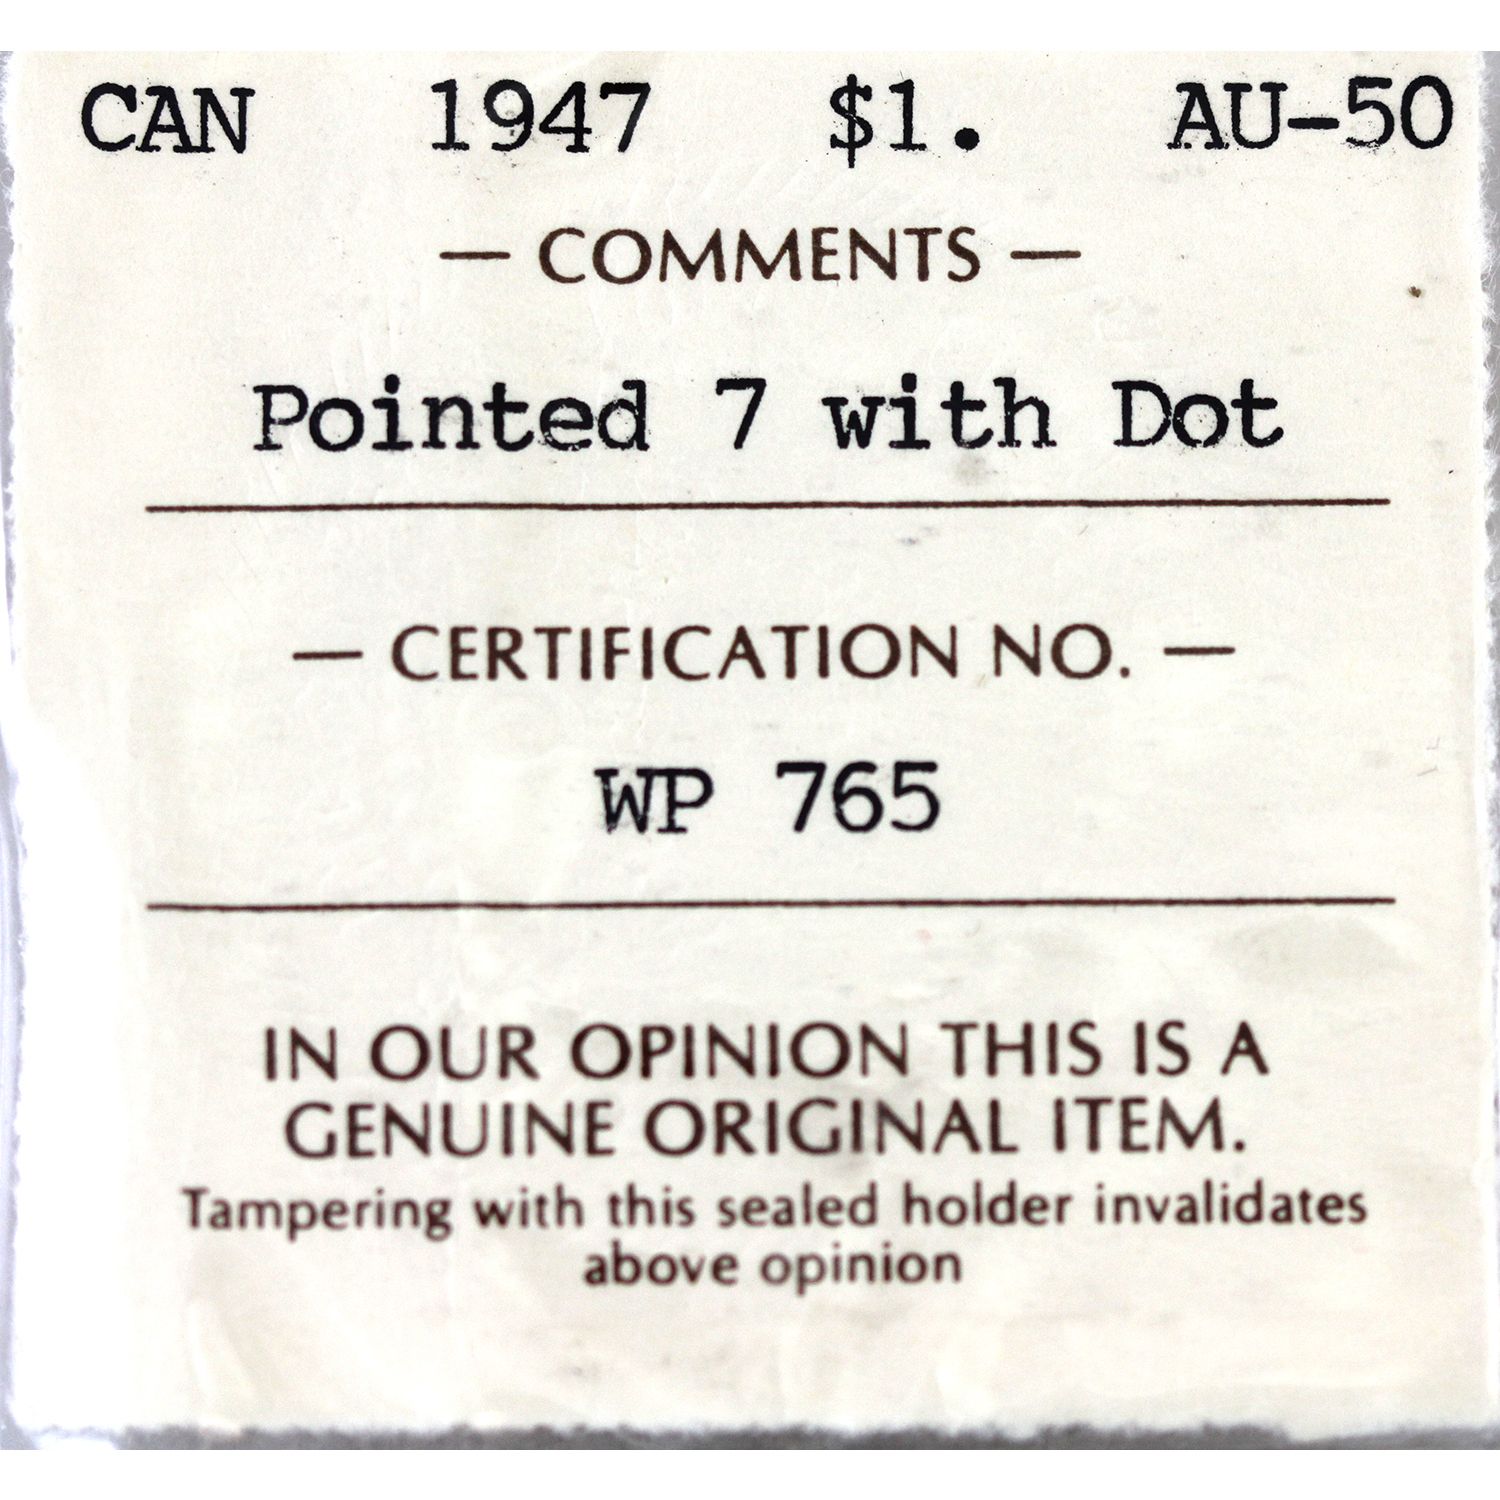 CAN 1947 $1. AU-50
— COMMENTS —
Pointed 7 with Dot
— CERTIFICATION NO. —
WP 765
IN OUR OPINION THIS IS A
GENUINE ORIGINAL ITEM.
Tampering with this sealed holder invalidates
above opinion